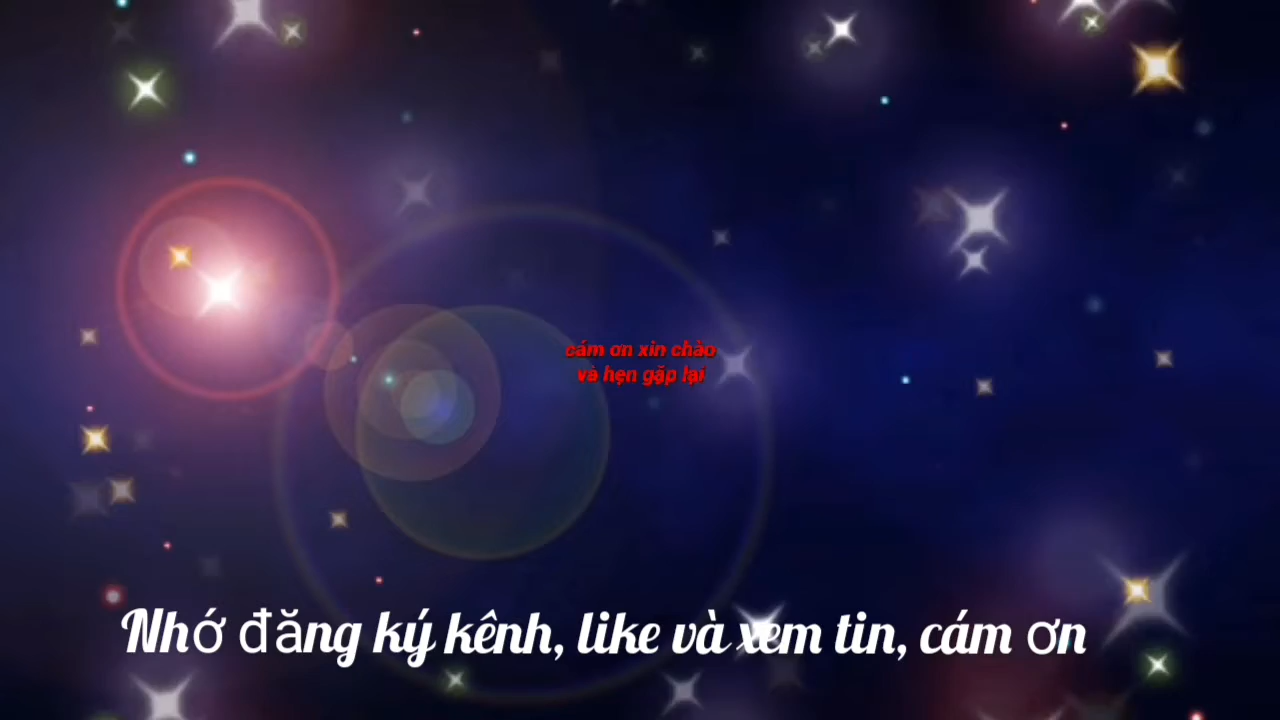 cám ơn xin chào
và hẹn gặp lại
Nhớ đăng ký kênh, like và xem tin, cám ơn